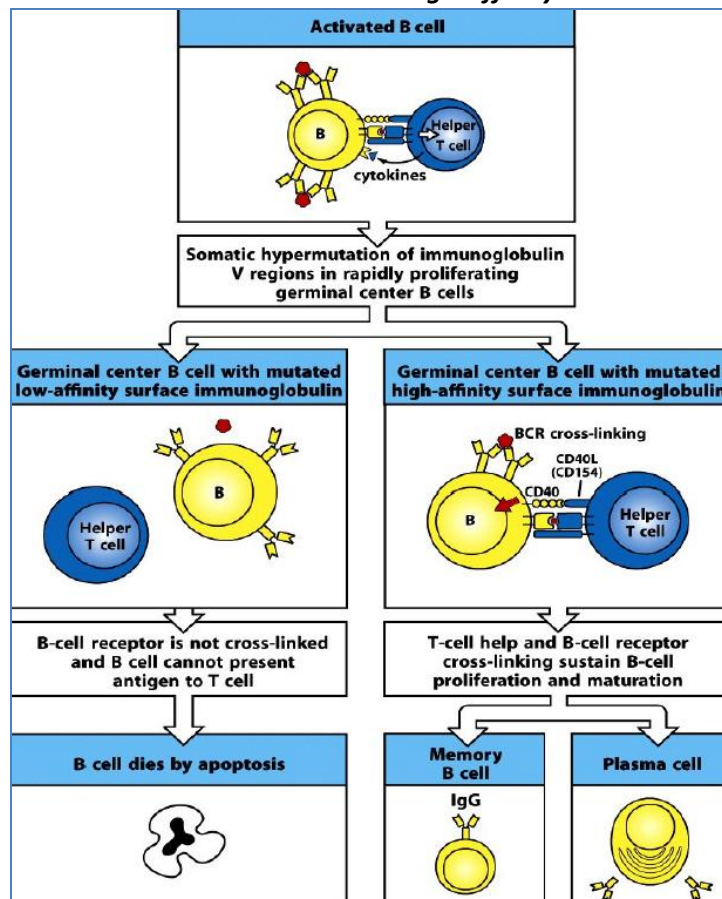 Activated B cell
B
Helper
T cell
cytokines
Somatic hypermutation of immunoglobulin
V regions in rapidly proliferating
germinal center B cells
Germinal center B cell with mutated
low-affinity surface immunoglobulin
B
Helper
T cell
Germinal center B cell with mutated
high-affinity surface immunoglobulin
BCR cross-linking
CD40L
(CD154)
CD40
B
Helper
T cell
B-cell receptor is not cross-linked
and B cell cannot present
antigen to T cell
T-cell help and B-cell receptor
cross-linking sustain B-cell
proliferation and maturation
B cell dies by apoptosis
Memory
B cell
IgG
Plasma cell